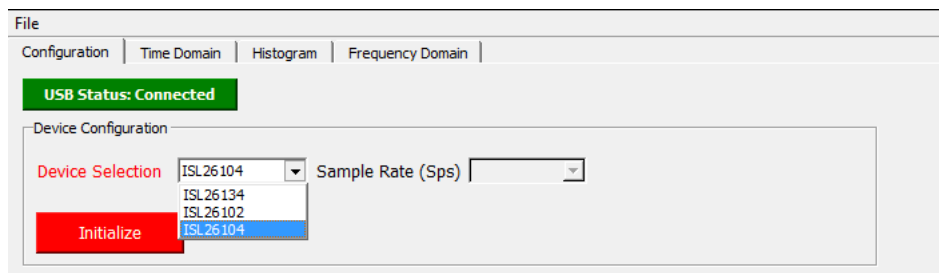 File
Configuration Time Domain Histogram Frequency Domain
USB Status: Connected
Device Configuration
Device Selection ISL26104 Sample Rate (Sps)
ISL26134
ISL26102
ISL26104
Initialize